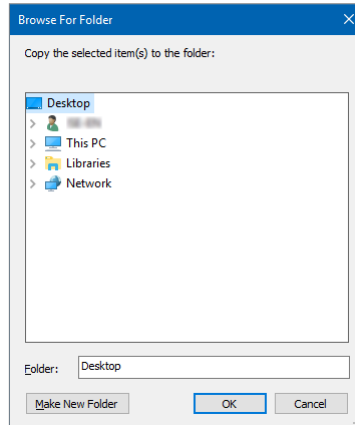 Browse For Folder
Copy the selected item(s) to the folder:
Desktop
This PC
Libraries
Network
Folder: Desktop
Make New Folder OK Cancel